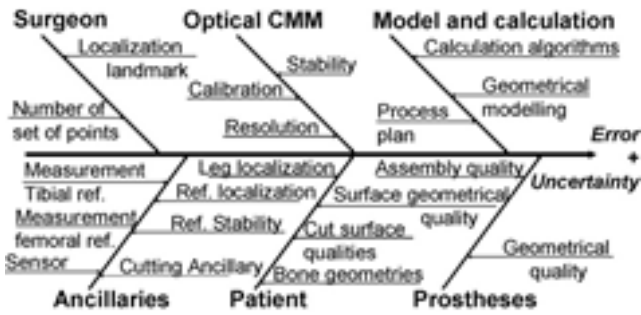 Surgeon
Optical CMM
Model and calculation
Localization
landmark
Number of
set of points
Stability
Calibration
Resolution
Calculation algorithms
Geometrical
modelling
Process
plan
Error
+
Uncertainty
Measurement
Tibial ref.
Measurement
femoral ref.
Sensor
Leg localization
Ref. localization
Ref. Stability
Cutting Ancillary
Assembly quality
Surface geometrical
quality
Cut surface
qualities
Bone geometries
Geometrical
quality
Ancillaries
Patient
Prostheses